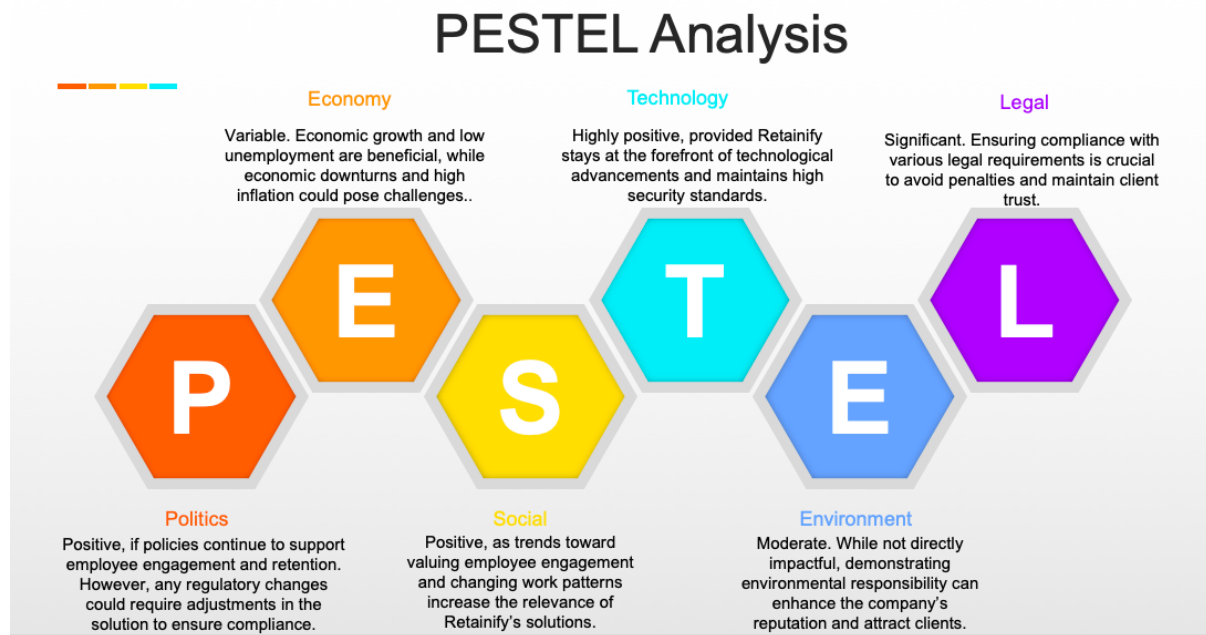 PESTEL Analysis
Economy
Variable. Economic growth and low
unemployment are beneficial, while
economic downturns and high
inflation could pose challenges..
Technology
Highly positive, provided Retainify
stays at the forefront of technological
advancements and maintains high
security standards.
Legal
Significant. Ensuring compliance with
various legal requirements is crucial
to avoid penalties and maintain client
trust.
P
E
S
T
E
L
Politics
Positive, if policies continue to support
employee engagement and retention.
However, any regulatory changes
could require adjustments in the
solution to ensure compliance.
Social
Positive, as trends toward
valuing employee engagement
and changing work patterns
increase the relevance of
Retainify’s solutions.
Environment
Moderate. While not directly
impactful, demonstrating
environmental responsibility can
enhance the company’s
reputation and attract clients.